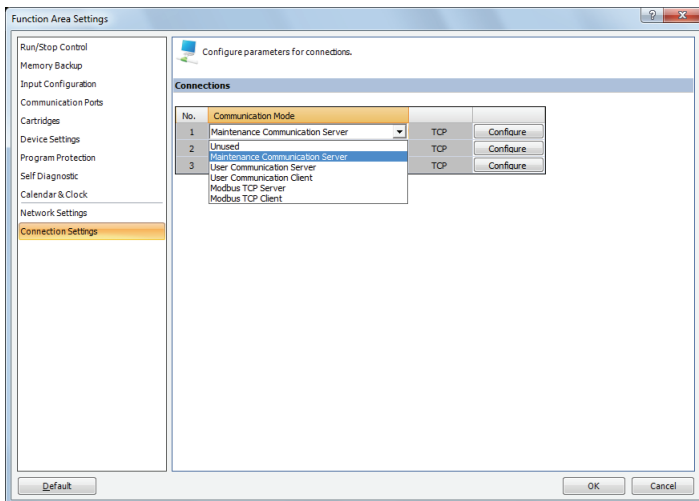 Function Area Settings
?
X
Run/Stop Control
Memory Backup
Input Configuration
Communication Ports
Cartridges
Device Settings
Program Protection
Self Diagnostic
Calendar & Clock
Network Settings
Connection Settings
Configure parameters for connections.
Connections
No. Communication Mode
1 Maintenance Communication Server TCP Configure
2 TCP Configure
3 TCP Configure
Unused
Maintenance Communication Server
User Communication Server
User Communication Client
Modbus TCP Server
Modbus TCP Client
Default
OK
Cancel